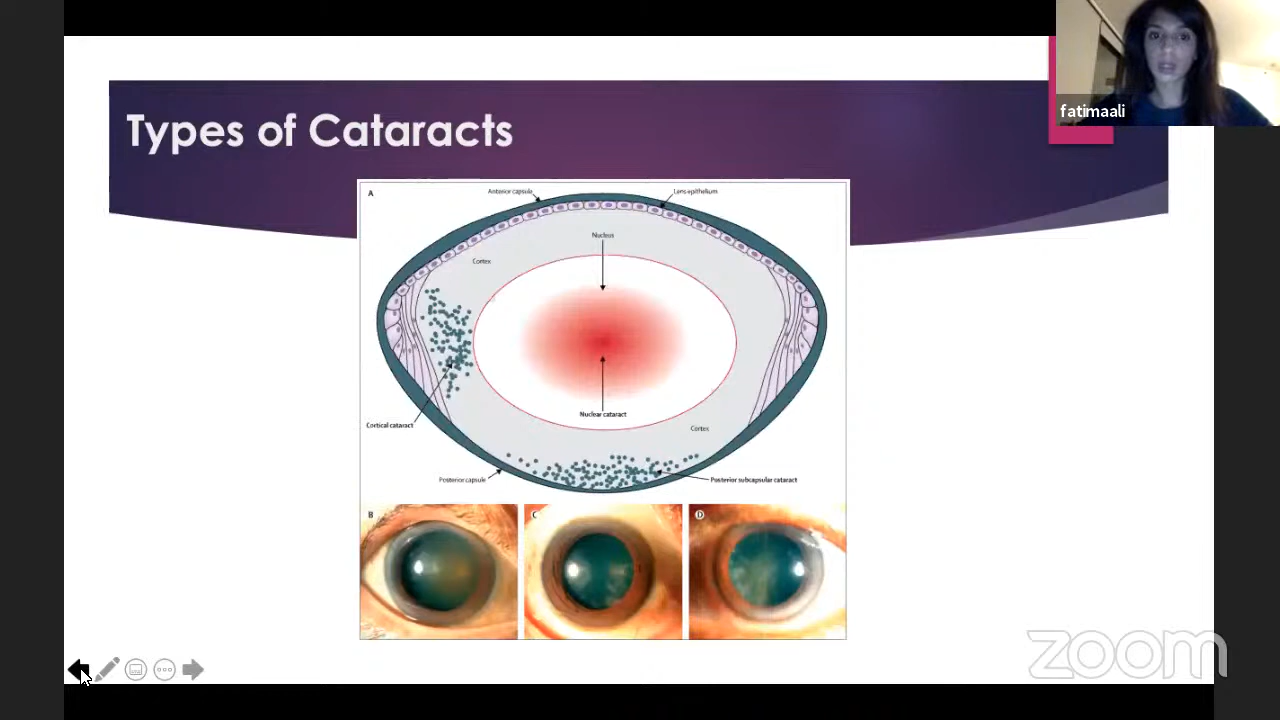 fatimaali
Types of Cataracts
A
Anterior capsule
Lens epithelium
Nucleus
Cortex
Cortical cataract
Nuclear cataract
Cortex
Posterior capsule
Posterior subcapsular cataract
B
C
D
zoom